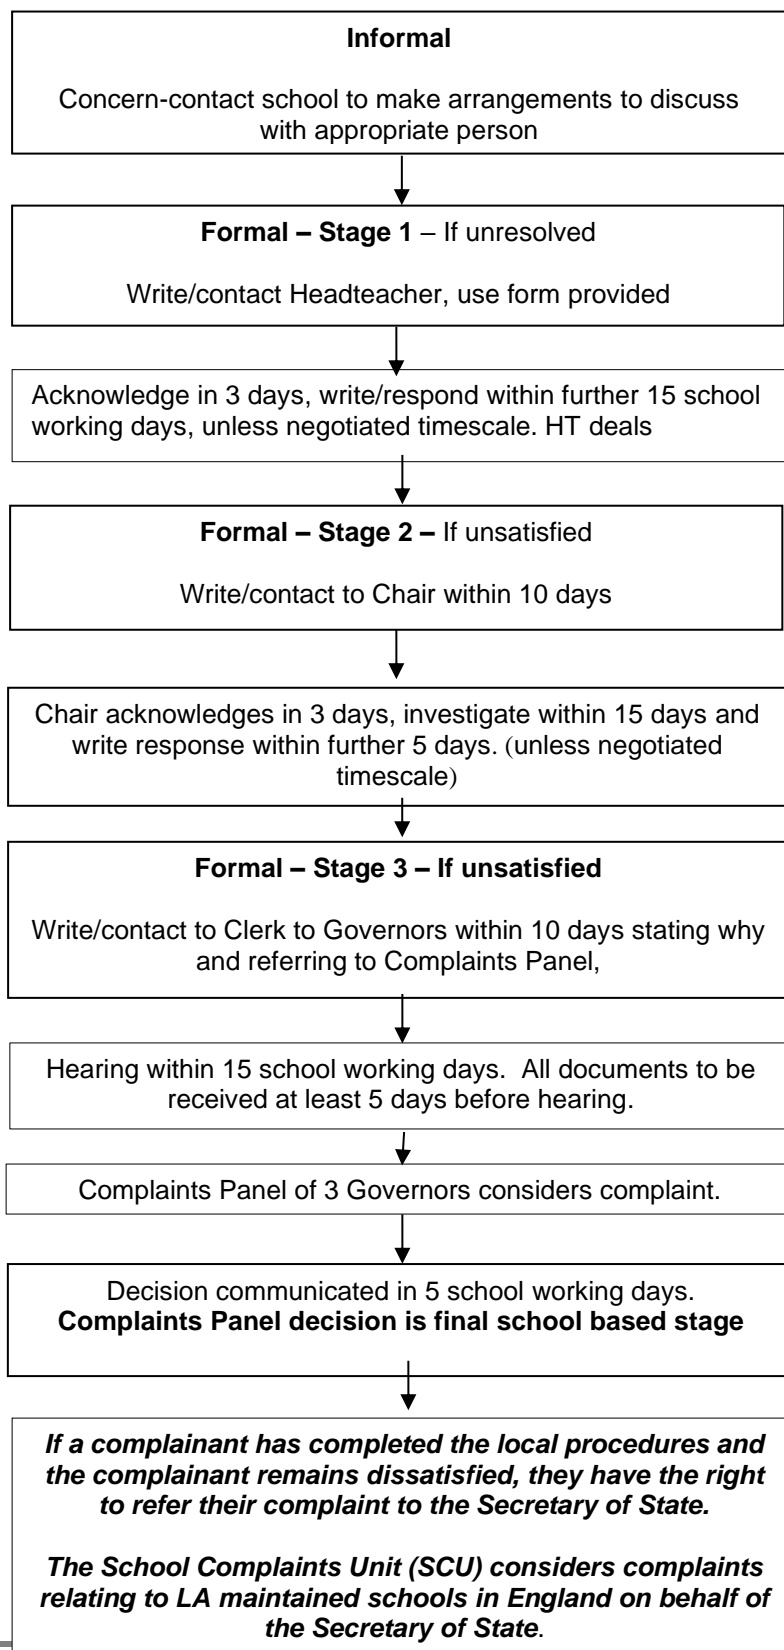 Informal
Concern-contact school to make arrangements to discuss
with appropriate person
Formal – Stage 1 – If unresolved
Write/contact Headteacher, use form provided
Acknowledge in 3 days, write/respond within further 15 school
working days, unless negotiated timescale. HT deals
Formal – Stage 2 – If unsatisfied
Write/contact to Chair within 10 days
Chair acknowledges in 3 days, investigate within 15 days and
write response within further 5 days. (unless negotiated
timescale)
Formal – Stage 3 – If unsatisfied
Write/contact to Clerk to Governors within 10 days stating why
and referring to Complaints Panel,
Hearing within 15 school working days.  All documents to be
received at least 5 days before hearing.
Complaints Panel of 3 Governors considers complaint.
Decision communicated in 5 school working days.
Complaints Panel decision is final school based stage
If a complainant has completed the local procedures and
the complainant remains dissatisfied, they have the right
to refer their complaint to the Secretary of State.
The School Complaints Unit (SCU) considers complaints
relating to LA maintained schools in England on behalf of
the Secretary of State.